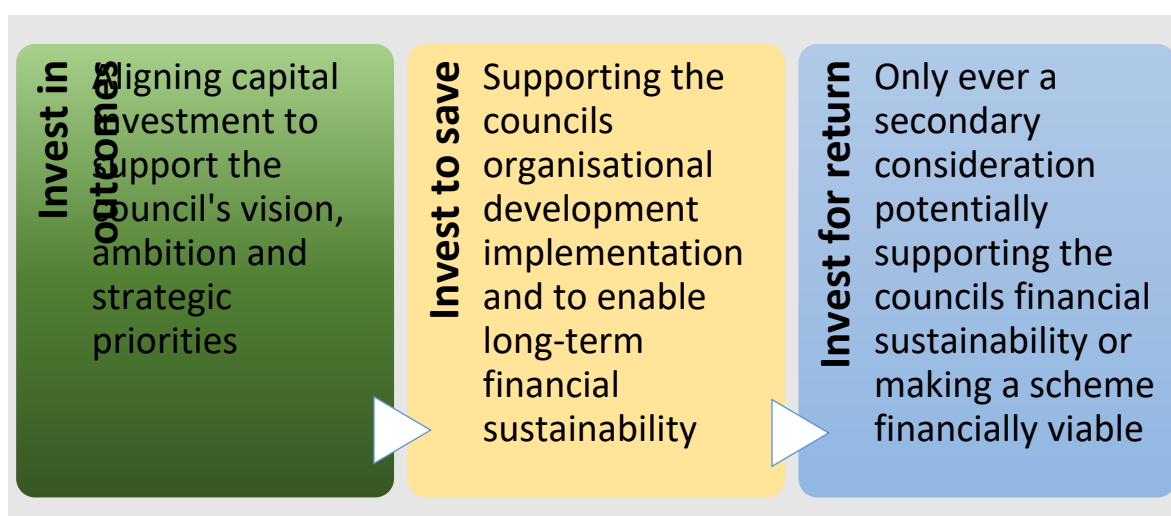 Invest in
outcomes
Aligning capital
investment to
support the
council's vision,
ambition and
strategic
priorities
Invest to save
Supporting the
councils
organisational
development
implementation
and to enable
long-term
financial
sustainability
Invest for return
Only ever a
secondary
consideration
potentially
supporting the
councils financial
sustainability or
making a scheme
financially viable